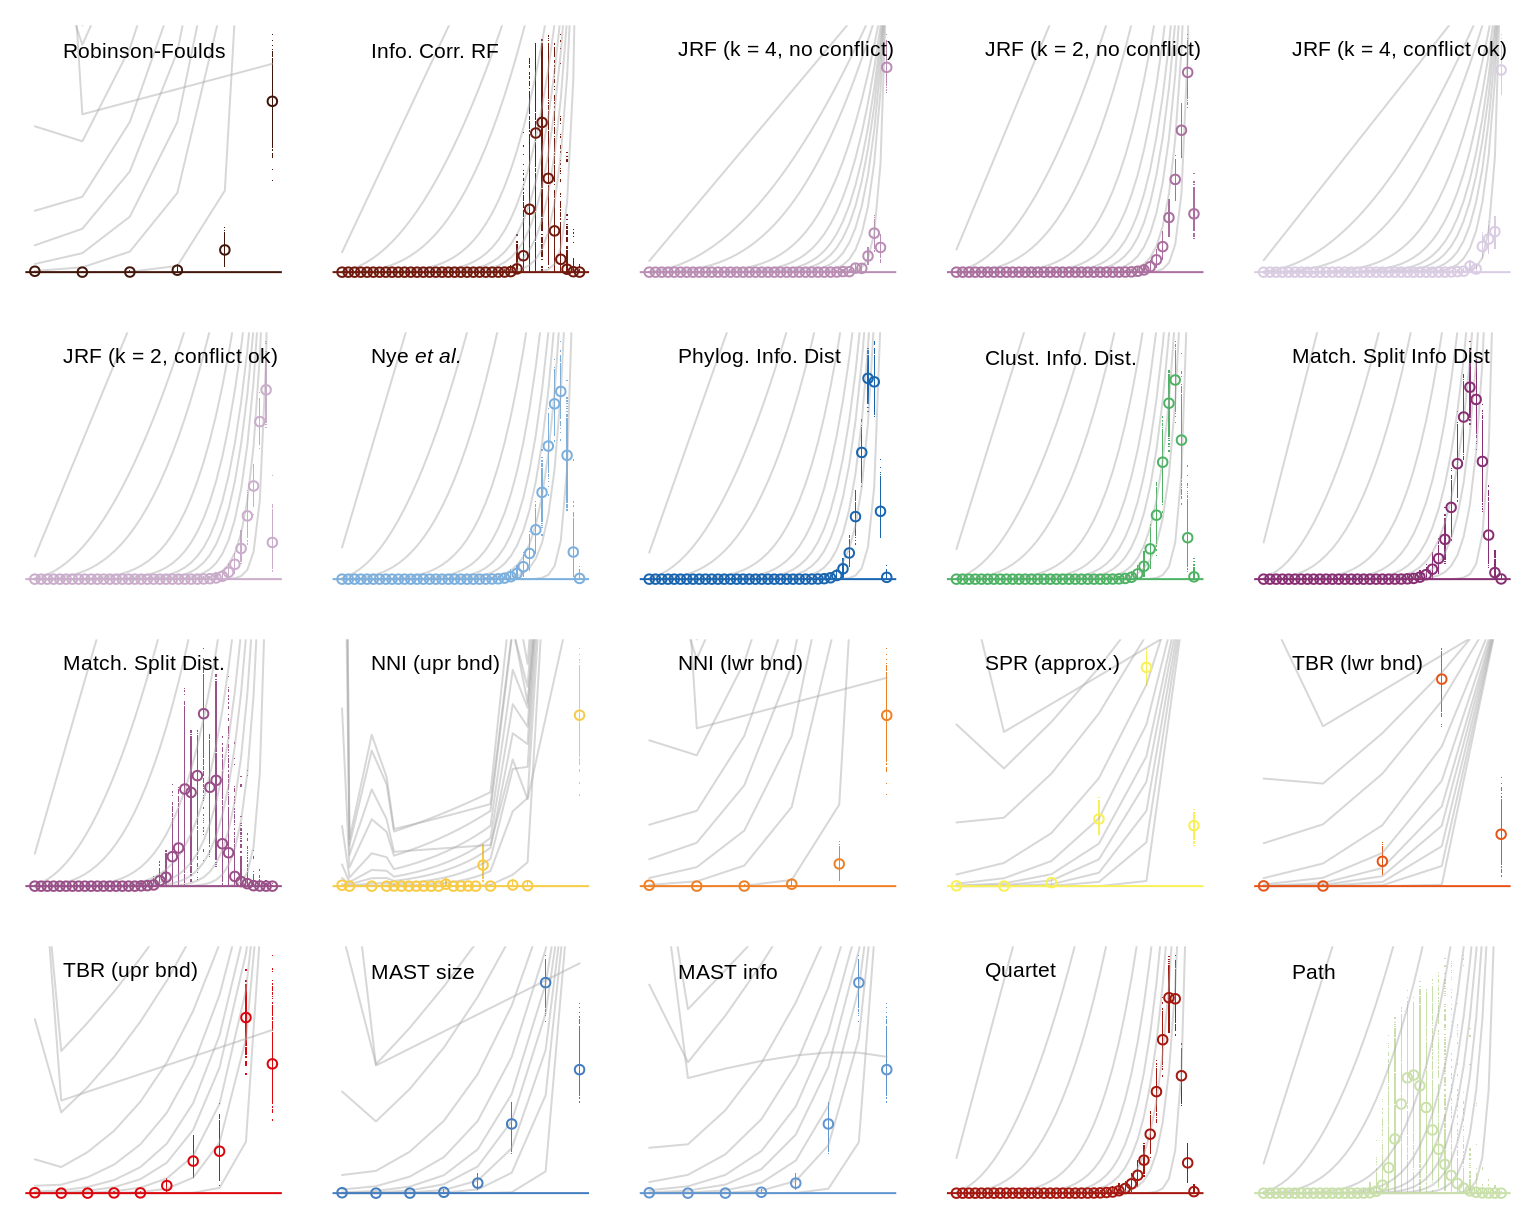 Robinson-Foulds
Info. Corr. RF
JRF (k = 4, no conflict)
JRF (k = 2, no conflict)
JRF (k = 4, conflict ok)
JRF (k = 2, conflict ok)
Nye et al.
Phylog. Info. Dist
Clust. Info. Dist.
Match. Split Info Dist
Match. Split Dist.
NNI (upr bnd)
NNI (lwr bnd)
SPR (approx.)
TBR (lwr bnd)
TBR (upr bnd)
MAST size
MAST info
Quartet
Path